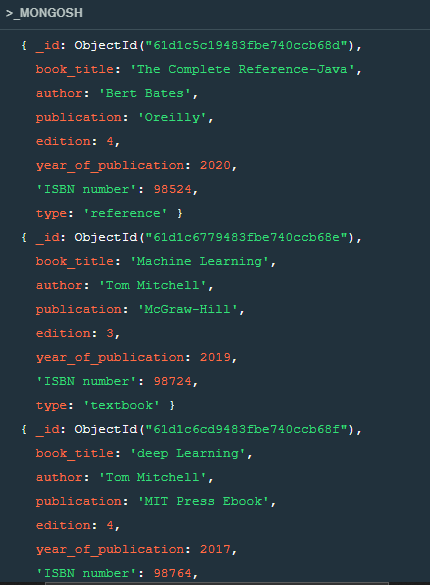 >_MONGOSH
{ _id: ObjectId("61d1c5c19483fbe740ccb68d"),
book_title: 'The Complete Reference-Java',
author: 'Bert Bates',
publication: 'Oreilly',
edition: 4,
year_of_publication: 2020,
'ISBN number': 98524,
type: 'reference' }
{ _id: ObjectId("61d1c6779483fbe740ccb68e"),
book_title: 'Machine Learning',
author: 'Tom Mitchell',
publication: 'McGraw-Hill',
edition: 3,
year_of_publication: 2019,
'ISBN number': 98724,
type: 'textbook' }
{ _id: ObjectId("61d1c6cd9483fbe740ccb68f"),
book_title: 'deep Learning',
author: 'Tom Mitchell',
publication: 'MIT Press Ebook',
edition: 4,
year_of_publication: 2017,
'ISBN number': 98764,